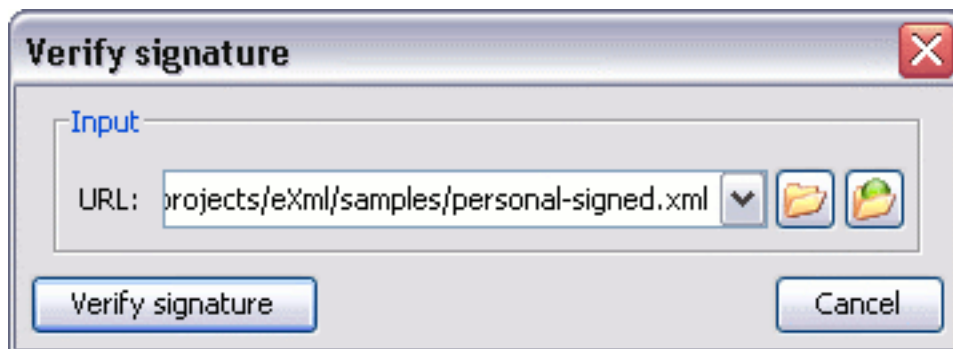 Verify signature
Input
URL: projects/eXml/samples/personal-signed.xml
Verify signature Cancel